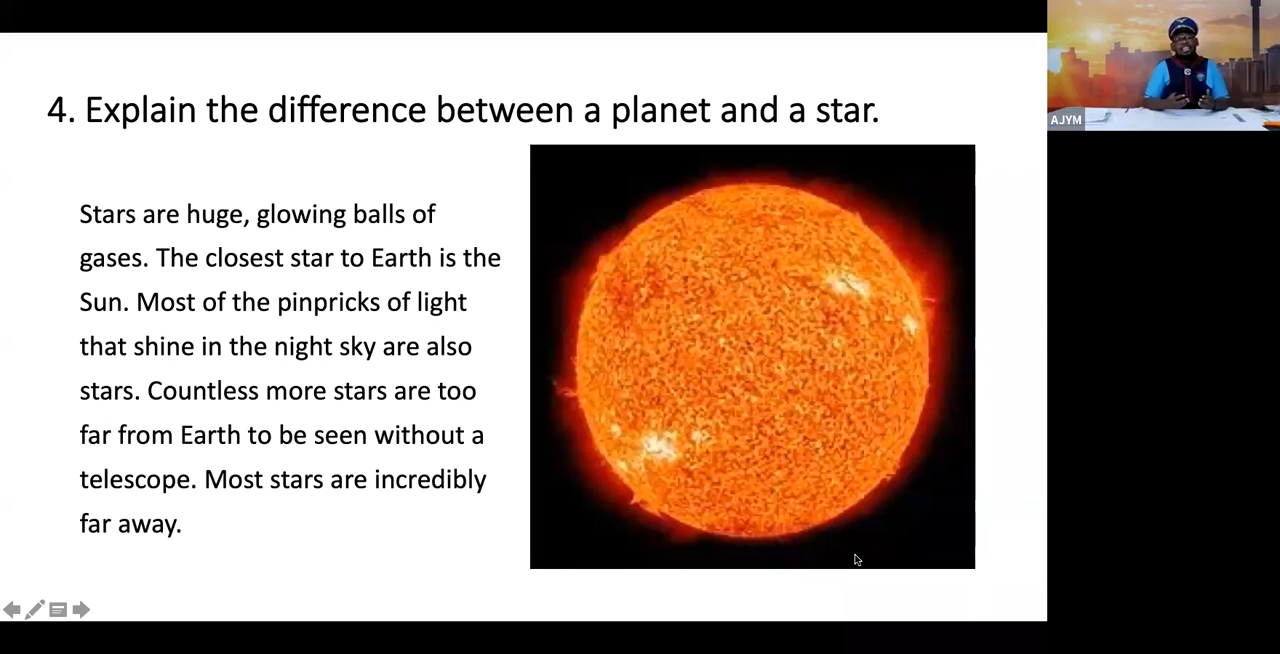 4. Explain the difference between a planet and a star.
Stars are huge, glowing balls of
gases. The closest star to Earth is the
Sun. Most of the pinpricks of light
that shine in the night sky are also
stars. Countless more stars are too
far from Earth to be seen without a
telescope. Most stars are incredibly
far away.
AJYM